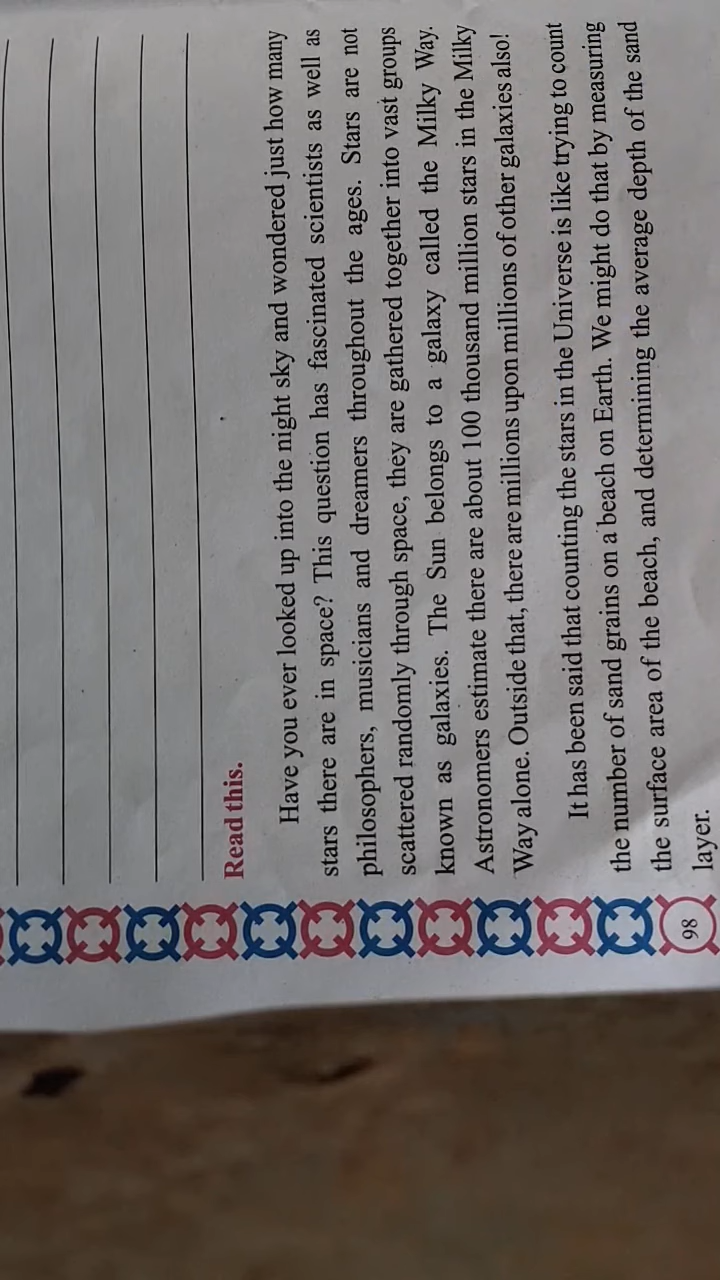 Read this.
Have you ever looked up into the night sky and wondered just how many
stars there are in space? This question has fascinated scientists as well as
philosophers, musicians and dreamers throughout the ages. Stars are not
scattered randomly through space, they are gathered together into vast groups
known as galaxies. The Sun belongs to a galaxy called the Milky Way.
Astronomers estimate there are about 100 thousand million stars in the Milky
Way alone. Outside that, there are millions upon millions of other galaxies also!
It has been said that counting the stars in the Universe is like trying to count
the number of sand grains on a beach on Earth. We might do that by measuring
the surface area of the beach, and determining the average depth of the sand
layer.
98